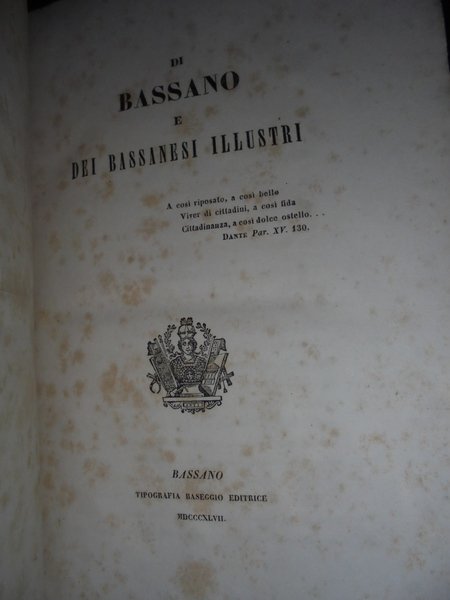 DI
BASSANO
E
DEI BASSANESI ILLUSTRI
A così riposato, a così bello
Viver di cittadini, a così fida
Cittadinanza, a così dolce ostello. . .
DANTE Par. XV. 130.
BASSANO
TIPOGRAFIA BASEGGIO EDITRICE
MDCCCXLVII.